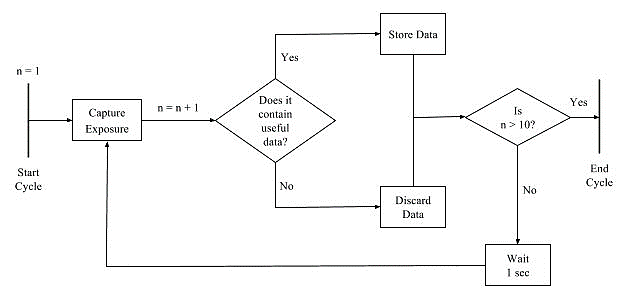 n = 1
Start
Cycle
Capture
Exposure
n = n + 1
Does it
contain
useful
data?
Yes
No
Store Data
Discard
Data
Is
n > 10?
Yes
No
End
Cycle
Wait
1 sec